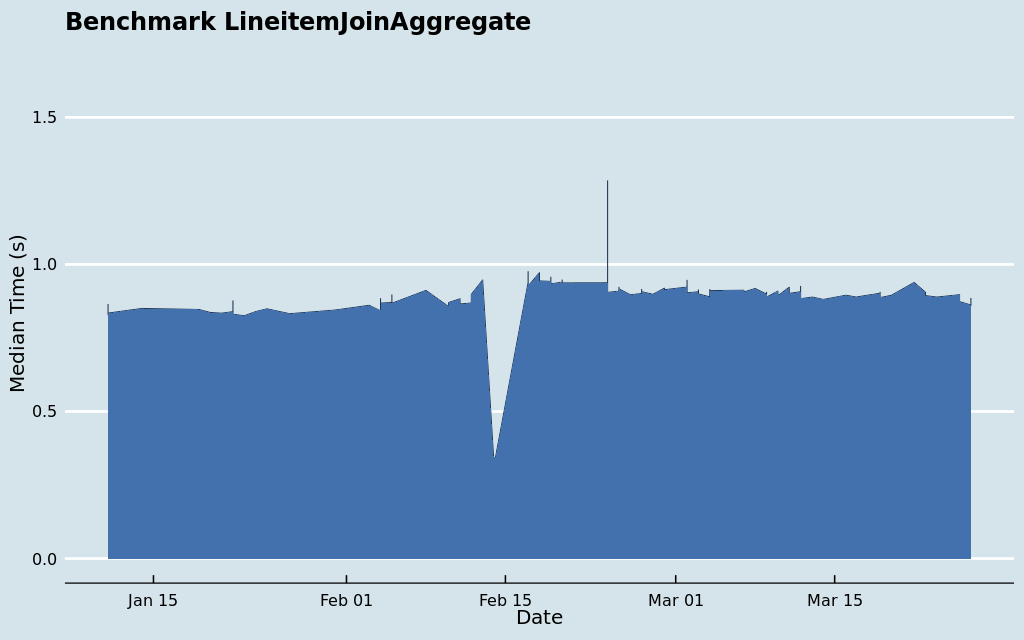 Benchmark LineitemJoinAggregate
Median Time (s)
1.5
1.0
0.5
0.0
Jan 15 Feb 01 Feb 15 Mar 01 Mar 15
Date